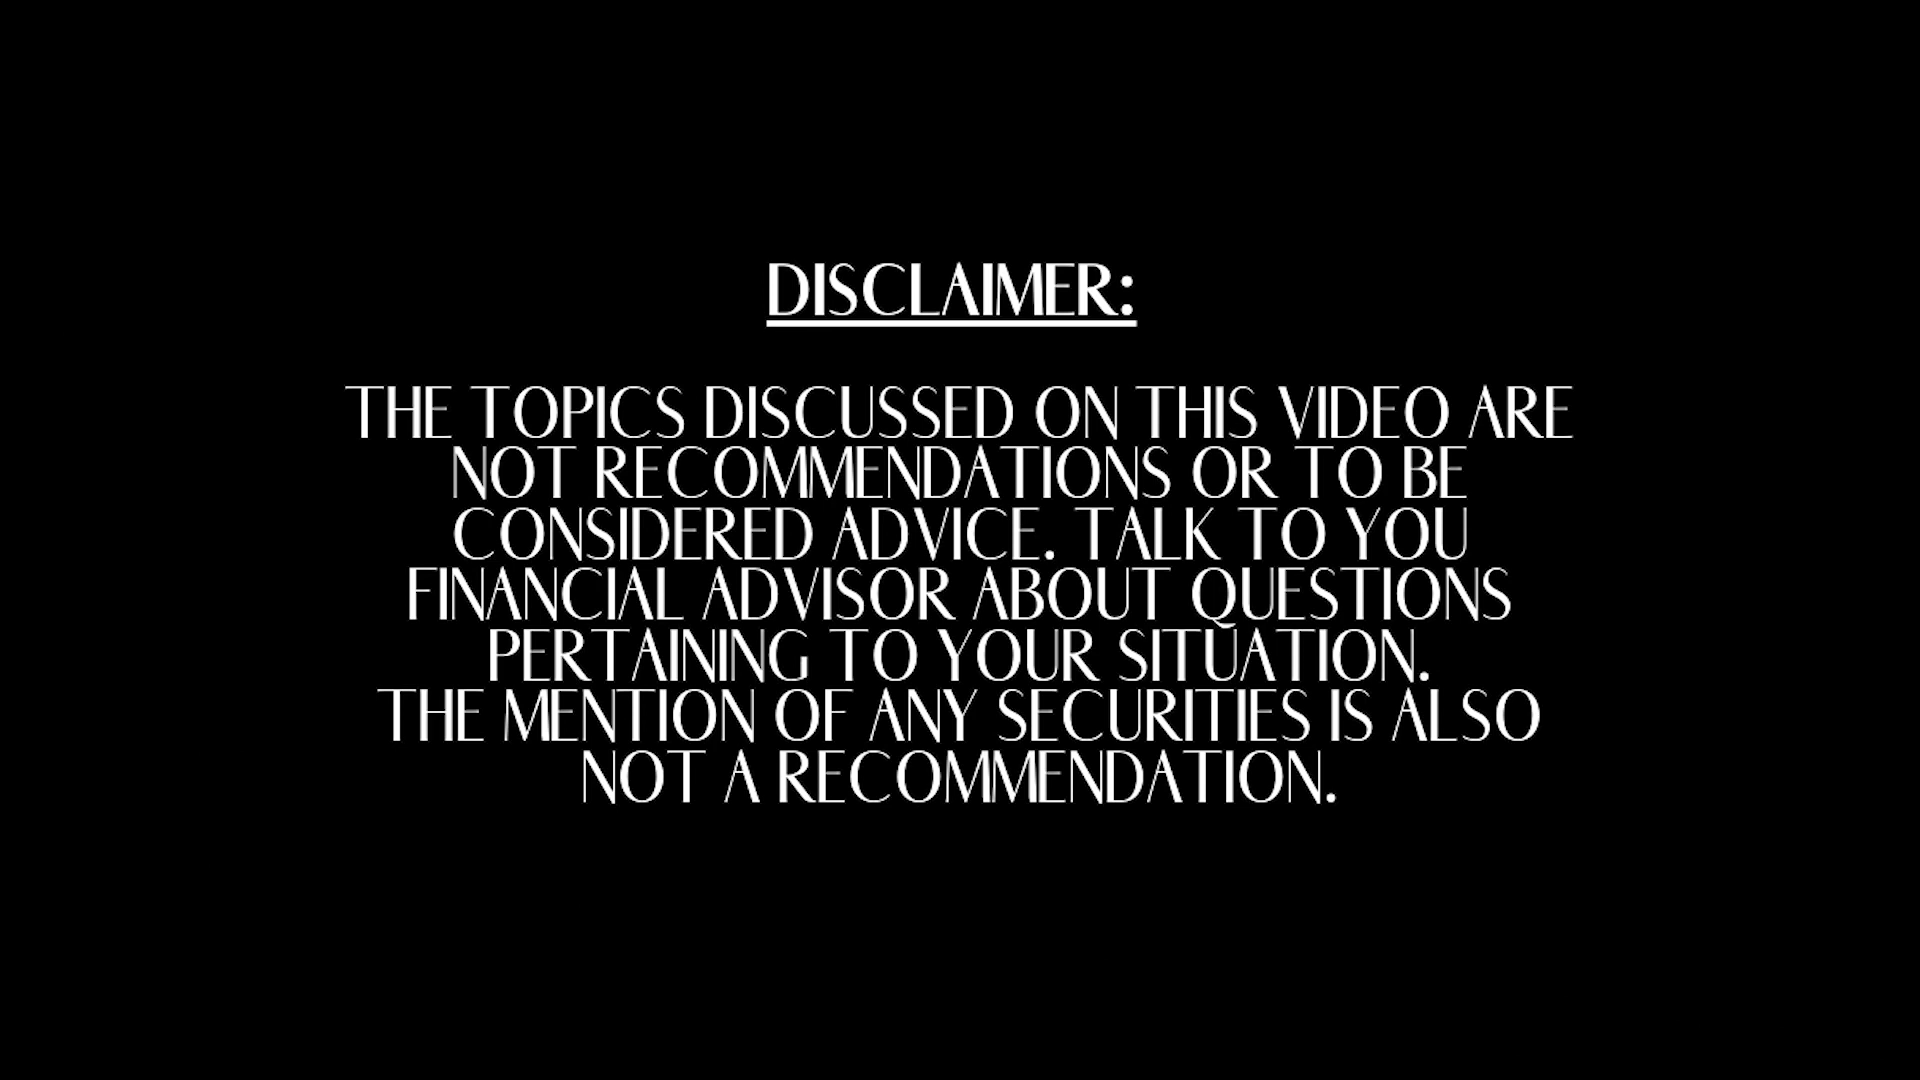 DISCLAIMER:
THE TOPICS DISCUSSED ON THIS VIDEO ARE
NOT RECOMMENDATIONS OR TO BE
CONSIDERED ADVICE. TALK TO YOU
FINANCIAL ADVISOR ABOUT QUESTIONS
PERTAINING TO YOUR SITUATION.
THE MENTION OF ANY SECURITIES IS ALSO
NOT A RECOMMENDATION.